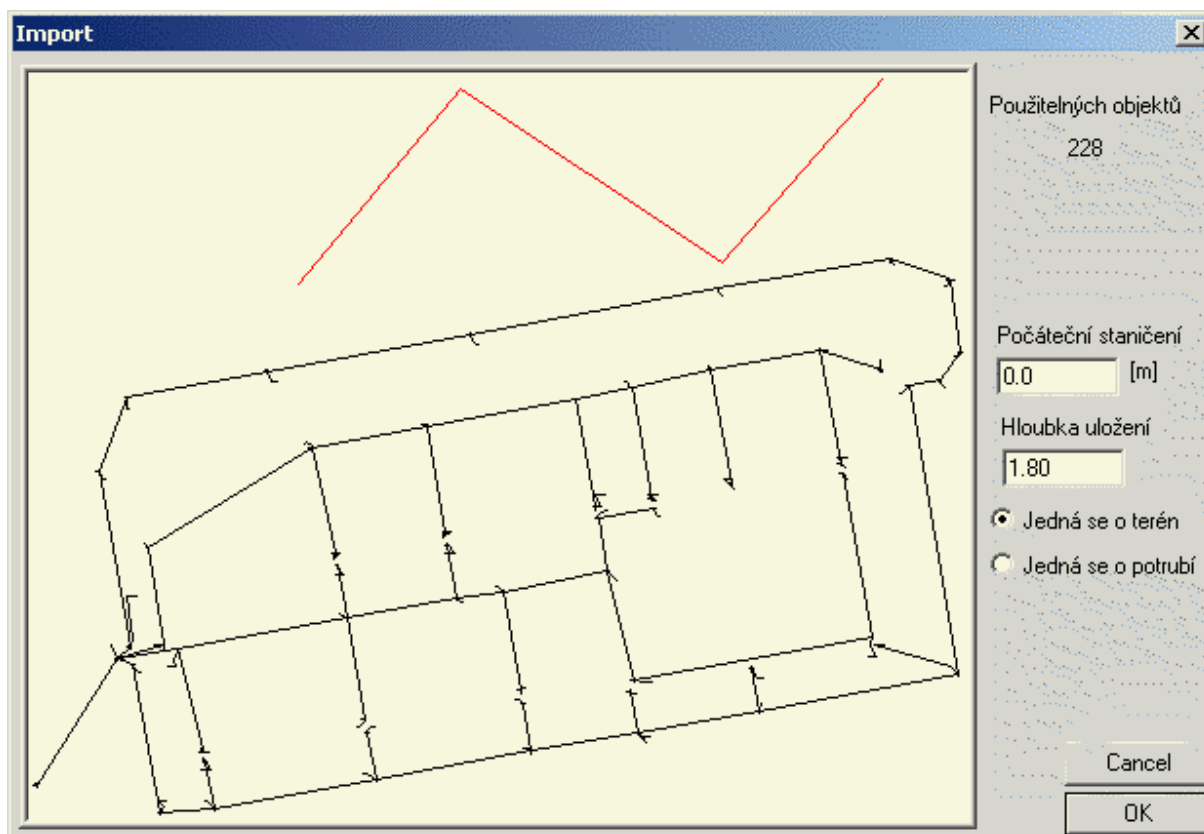 Import
Použitelných objektů
228
Počáteční staničení
0.0 [m]
Hloubka uložení
1.80
Jedná se o terén
Jedná se o potrubí
Cancel
OK